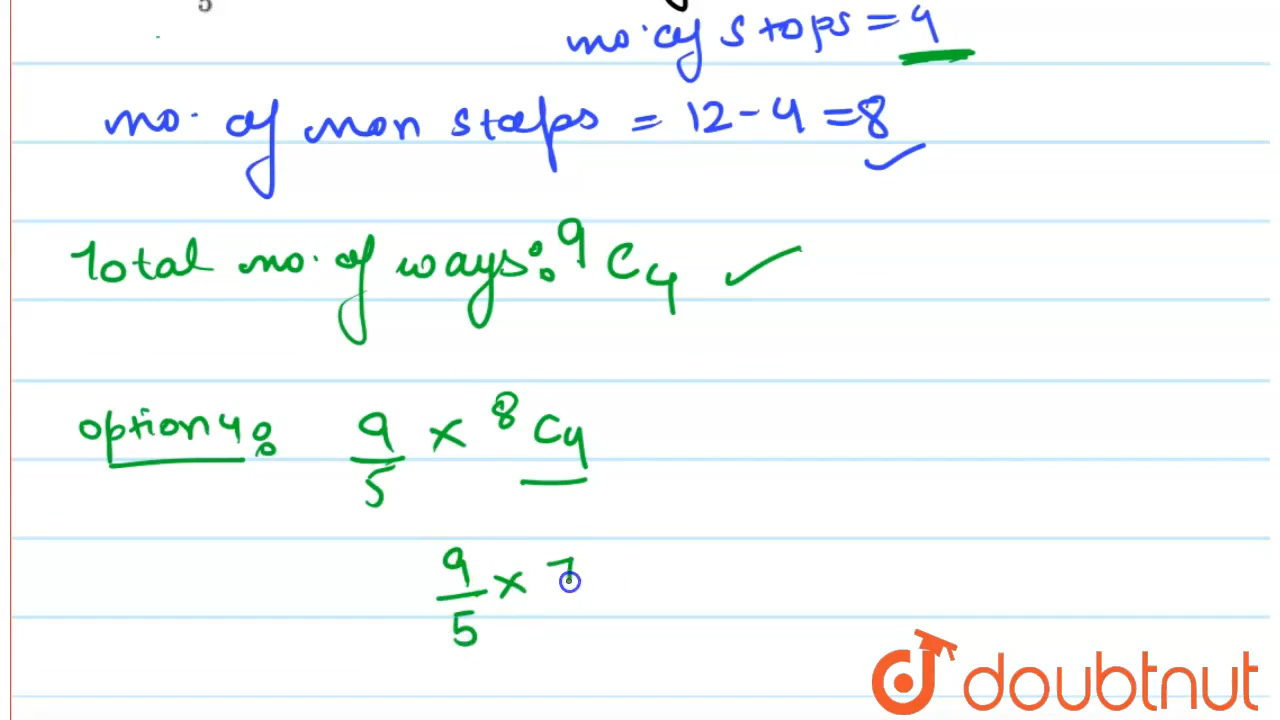 5
no. of stops = 4
no. of non stops = 12 - 4 = 8
Total no. of ways: ⁹C₄
option 4: 9/5 × ⁸C₄
9/5 × 7
doubtnut